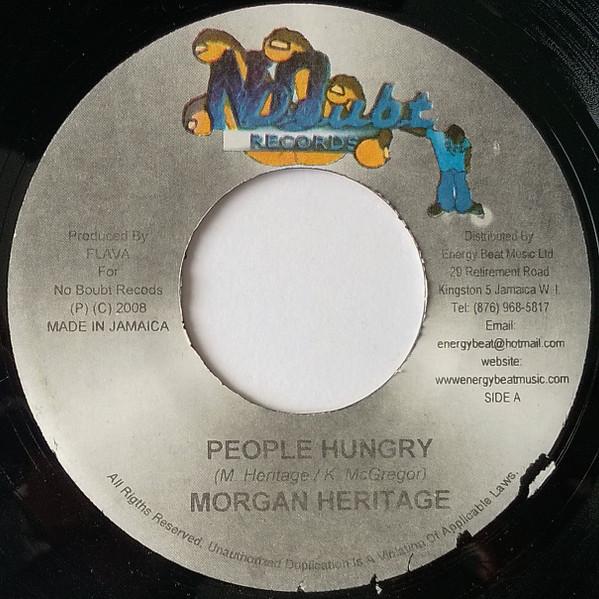 No Doubt
RECORDS
Produced By
FLAVA
For
No Boubt Recods
(P) (C) 2008
MADE IN JAMAICA
Distributed By
Energy Beat Music Ltd
29 Retirement Road
Kingston 5 Jamaica W.I.
Tel: (876) 968-5817
Email:
energybeat@hotmail.com
website:
wwwenergybeatmusic.com
SIDE A
PEOPLE HUNGRY
(M. Heritage / K. McGregor)
MORGAN HERITAGE
All Rigths Reserved. Unauthorized Duplication Is A Violation Of Applicable Laws.